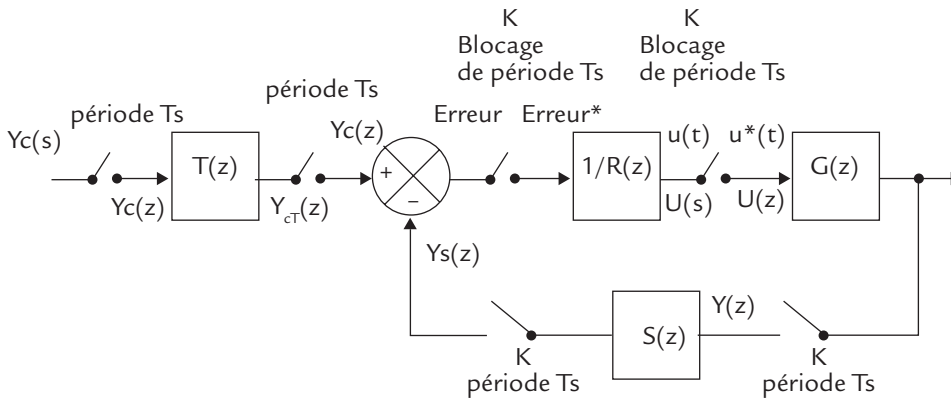 K
Blocage
de période Ts
K
Blocage
de période Ts
période Ts
période Ts
Yc(s)
Yc(z)
T(z)
YcT(z)
Yc(z)
+
−
Erreur
Erreur*
1/R(z)
u(t)
u*(t)
U(s)
U(z)
G(z)
Ys(z)
K
période Ts
S(z)
Y(z)
K
période Ts